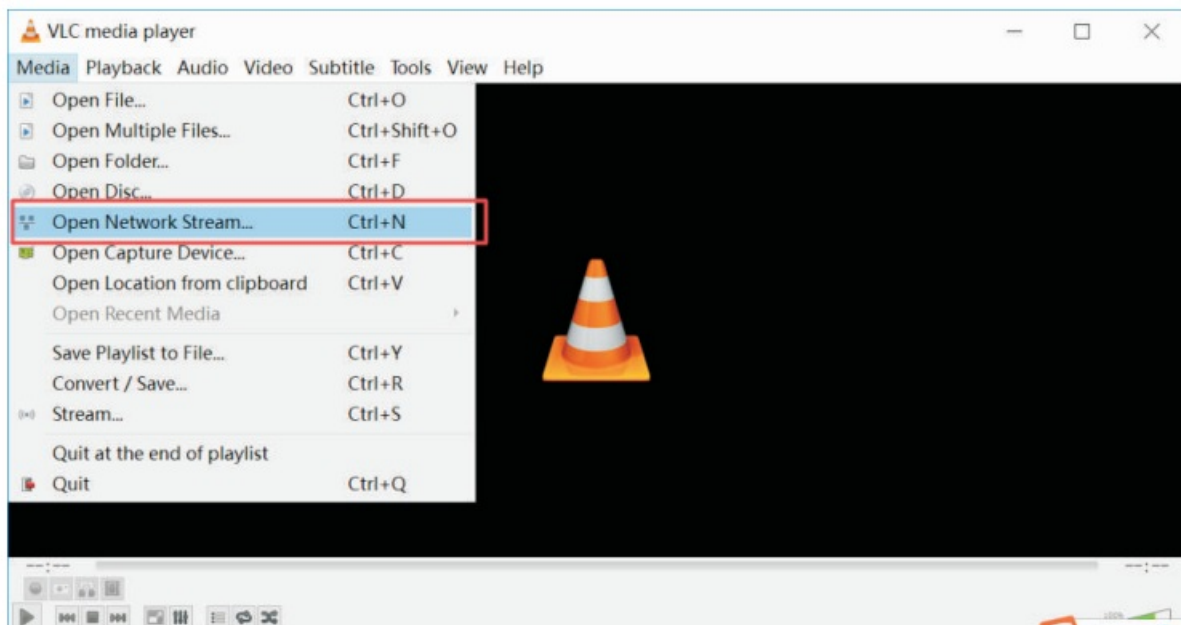 VLC media player
Media Playback Audio Video Subtitle Tools View Help
Open File... Ctrl+O
Open Multiple Files... Ctrl+Shift+O
Open Folder... Ctrl+F
Open Disc... Ctrl+D
Open Network Stream... Ctrl+N
Open Capture Device... Ctrl+C
Open Location from clipboard Ctrl+V
Open Recent Media
Save Playlist to File... Ctrl+Y
Convert / Save... Ctrl+R
Stream... Ctrl+S
Quit at the end of playlist
Quit Ctrl+Q
--:-- --:--
100%